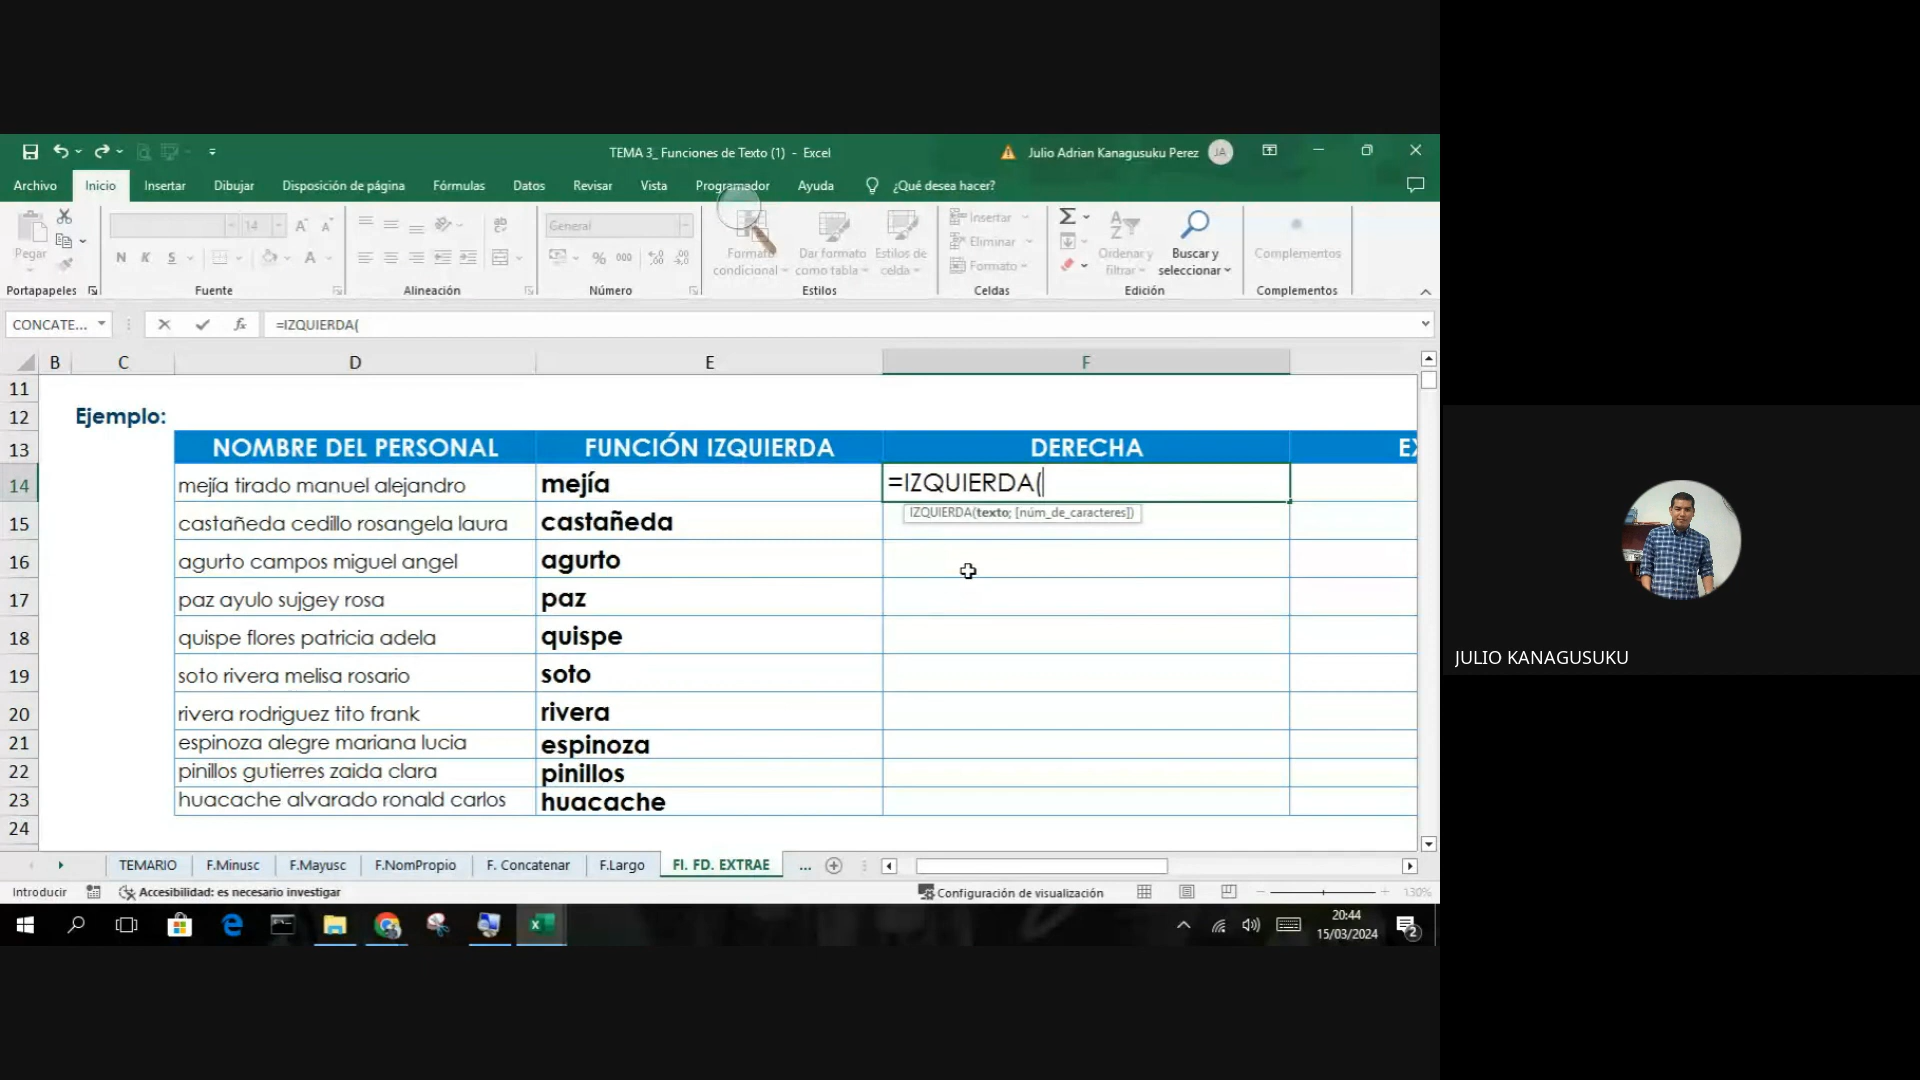 TEMA 3_ Funciones de Texto (1) - Excel
Julio Adrian Kanagusuku Perez
JA
Archivo Inicio Insertar Dibujar Disposición de página Fórmulas Datos Revisar Vista Programador Ayuda ¿Qué desea hacer?
Pegar
Portapapeles
14
N K S
Fuente
Alineación
General
% 000
Número
Formato condicional
Dar formato como tabla
Estilos de celda
Estilos
Insertar
Eliminar
Formato
Celdas
Ordenar y filtrar
Buscar y seleccionar
Edición
Complementos
Complementos
CONCATE... fx =IZQUIERDA(
B C D E F
11
12 Ejemplo:
13 NOMBRE DEL PERSONAL FUNCIÓN IZQUIERDA DERECHA EX
14 mejía tirado manuel alejandro mejía =IZQUIERDA(
IZQUIERDA(texto; [núm_de_caracteres])
15 castañeda cedillo rosangela laura castañeda
16 agurto campos miguel angel agurto
17 paz ayulo sujgey rosa paz
18 quispe flores patricia adela quispe
19 soto rivera melisa rosario soto
20 rivera rodriguez tito frank rivera
21 espinoza alegre mariana lucia espinoza
22 pinillos gutierres zaida clara pinillos
23 huacache alvarado ronald carlos huacache
24
TEMARIO F.Minusc F.Mayusc F.NomPropio F. Concatenar F.Largo FI. FD. EXTRAE ...
Introducir Accesibilidad: es necesario investigar Configuración de visualización 130%
20:44
15/03/2024
2
JULIO KANAGUSUKU